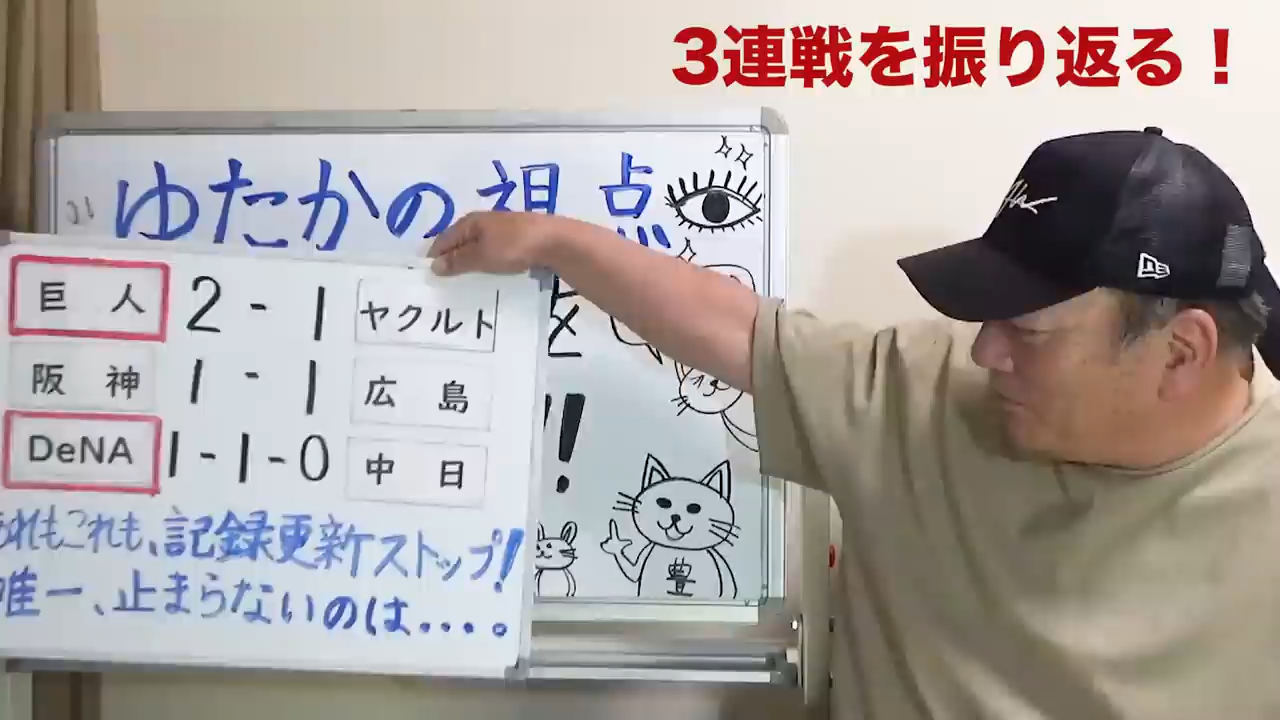 3連戦を振り返る！
ゆたかの視点
巨人 2-1 ヤクルト
阪神 1-1 広島
DeNA 1-1-0 中日
あれもこれも、記録更新ストップ!
唯一、止まらないのは....。
!!
豊